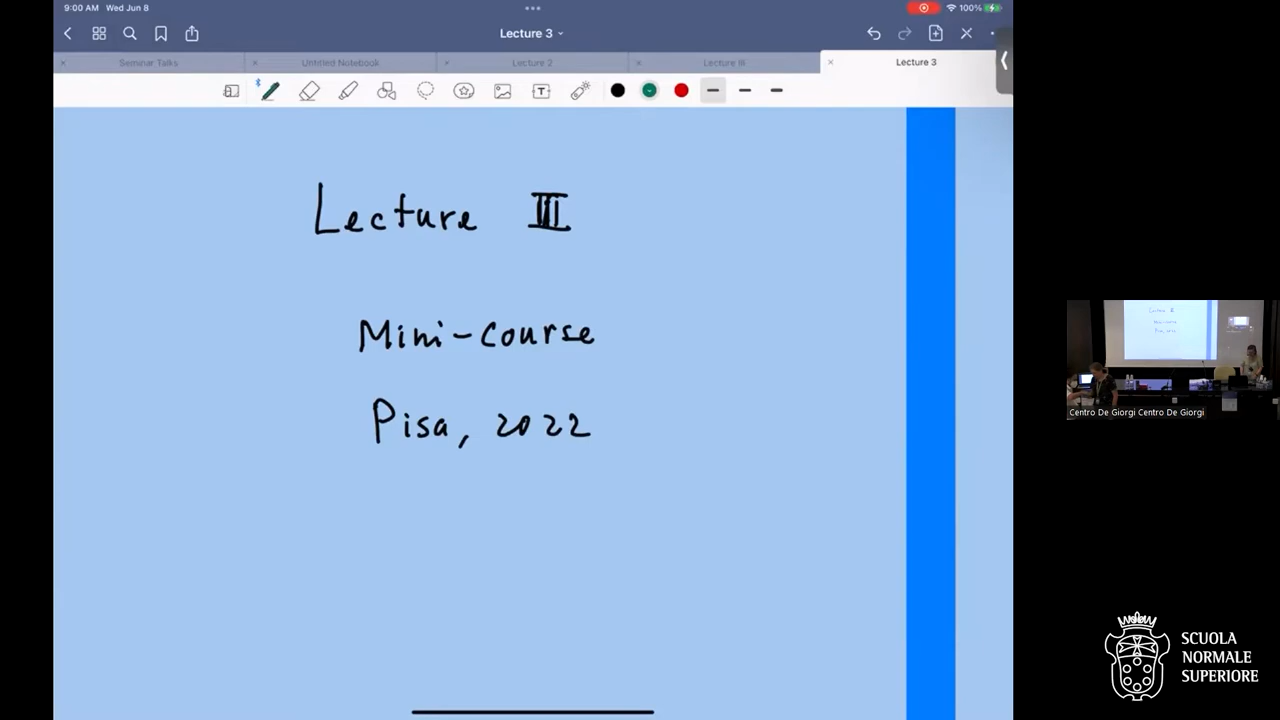 9:00 AM Wed Jun 8
100%
Lecture 3
Seminar Talks
Untitled Notebook
Lecture 2
Lecture III
Lecture 3
T
Lecture III
Mini-course
Pisa, 2022
Centro De Giorgi Centro De Giorgi
SCUOLA
NORMALE
SUPERIORE